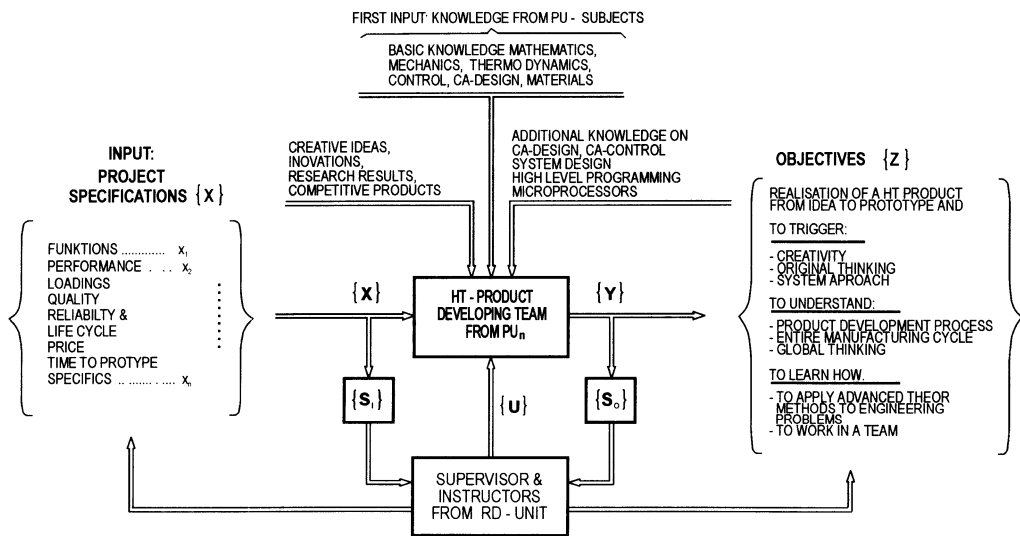 FIRST INPUT: KNOWLEDGE FROM PU - SUBJECTS
BASIC KNOWLEDGE MATHEMATICS,
MECHANICS, THERMO DYNAMICS,
CONTROL, CA-DESIGN, MATERIALS
CREATIVE IDEAS,
INOVATIONS,
RESEARCH RESULTS,
COMPETITIVE PRODUCTS
ADDITIONAL KNOWLEDGE ON
CA-DESIGN, CA-CONTROL
SYSTEM DESIGN
HIGH LEVEL PROGRAMMING
MICROPROCESSORS
INPUT:
PROJECT
SPECIFICATIONS {X}
FUNKTIONS ............. X1
PERFORMANCE . . .. X2
LOADINGS
QUALITY
RELIABILTY &
LIFE CYCLE
PRICE
TIME TO PROTYPE
SPECIFICS .. ........ . .... Xn
{X}
HT - PRODUCT
DEVELOPING TEAM
FROM PUn
{Y}
{SI}
{U}
{SO}
SUPERVISOR &
INSTRUCTORS
FROM RD - UNIT
OBJECTIVES {Z}
REALISATION OF A HT PRODUCT
FROM IDEA TO PROTOTYPE AND
TO TRIGGER:
- CREATIVITY
- ORIGINAL THINKING
- SYSTEM APROACH
TO UNDERSTAND:
- PRODUCT DEVELOPMENT PROCESS
- ENTIRE MANUFACTURING CYCLE
- GLOBAL THINKING
TO LEARN HOW.
- TO APPLY ADVANCED THEOR
METHODS TO ENGINEERING
PROBLEMS
- TO WORK IN A TEAM